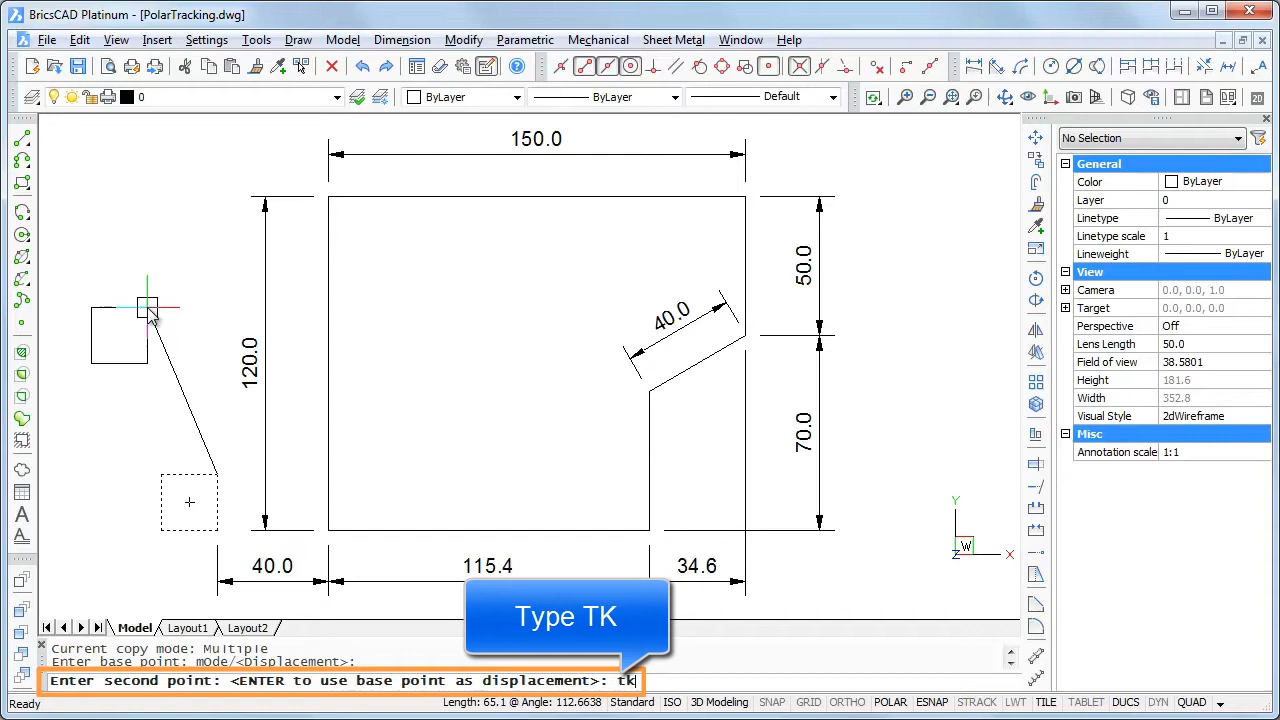 BricsCAD Platinum - [PolarTracking.dwg]
File Edit View Insert Settings Tools Draw Model Dimension Modify Parametric Mechanical Sheet Metal Window Help
0 ByLayer ByLayer Default
2D
No Selection
General
Color ByLayer
Layer 0
Linetype ByLayer
Linetype scale 1
Lineweight ByLayer
View
Camera 0.0, 0.0, 1.0
Target 0.0, 0.0, 0.0
Perspective Off
Lens Length 50.0
Field of view 38.5801
Height 181.6
Width 352.8
Visual Style 2dWireframe
Misc
Annotation scale 1:1
150.0
50.0
40.0
120.0
70.0
40.0 115.4 34.6
Y
W
Z X
Type TK
Model Layout1 Layout2
Current copy mode: Multiple
Enter base point: mOde/<Displacement>:
Enter second point: <ENTER to use base point as displacement>: tk
Ready Length: 65.1 @ Angle: 112.6638 Standard ISO 3D Modeling SNAP GRID ORTHO POLAR ESNAP STRACK LWT TILE TABLET DUCS DYN QUAD